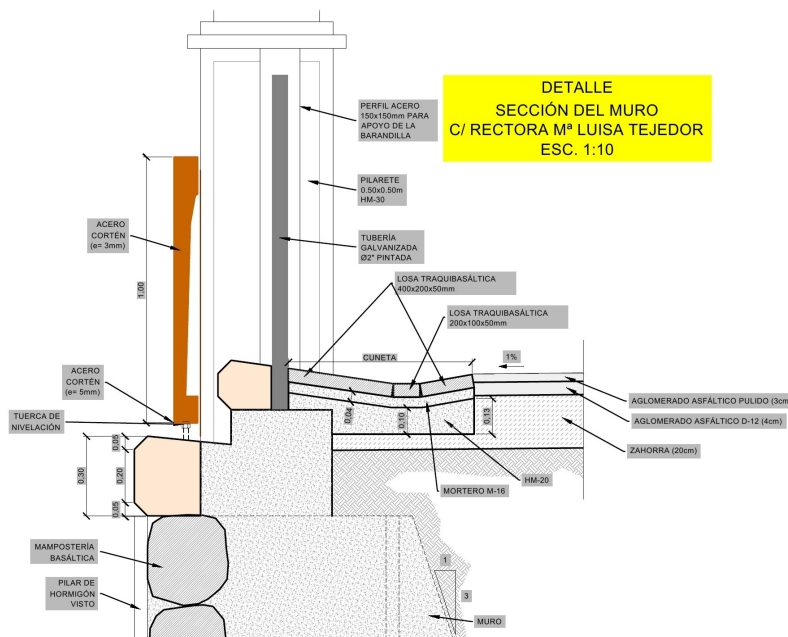 DETALLE
SECCIÓN DEL MURO
C/ RECTORA Mª LUISA TEJEDOR
ESC. 1:10
PERFIL ACERO
150x150mm PARA
APOYO DE LA
BARANDILLA
PILARETE
0.50x0.50m
HM-30
TUBERÍA
GALVANIZADA
Ø2" PINTADA
ACERO
CORTÉN
(e= 3mm)
1.00
LOSA TRAQUIBASÁLTICA
400x200x50mm
LOSA TRAQUIBASÁLTICA
200x100x50mm
CUNETA
1%
ACERO
CORTÉN
(e= 5mm)
TUERCA DE
NIVELACIÓN
AGLOMERADO ASFÁLTICO PULIDO (3cm
AGLOMERADO ASFÁLTICO D-12 (4cm)
ZAHORRA (20cm)
0.04
0.10
0.13
0.05
0.30
0.20
0.05
HM-20
MORTERO M-16
MAMPOSTERÍA
BASÁLTICA
PILAR DE
HORMIGÓN
VISTO
1
3
MURO